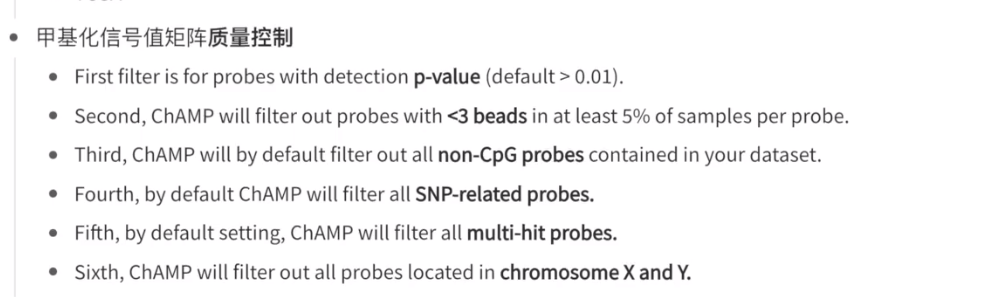 甲基化信号值矩阵质量控制
First filter is for probes with detection p-value (default > 0.01).
Second, ChAMP will filter out probes with <3 beads in at least 5% of samples per probe.
Third, ChAMP will by default filter out all non-CpG probes contained in your dataset.
Fourth, by default ChAMP will filter all SNP-related probes.
Fifth, by default setting, ChAMP will filter all multi-hit probes.
Sixth, ChAMP will filter out all probes located in chromosome X and Y.